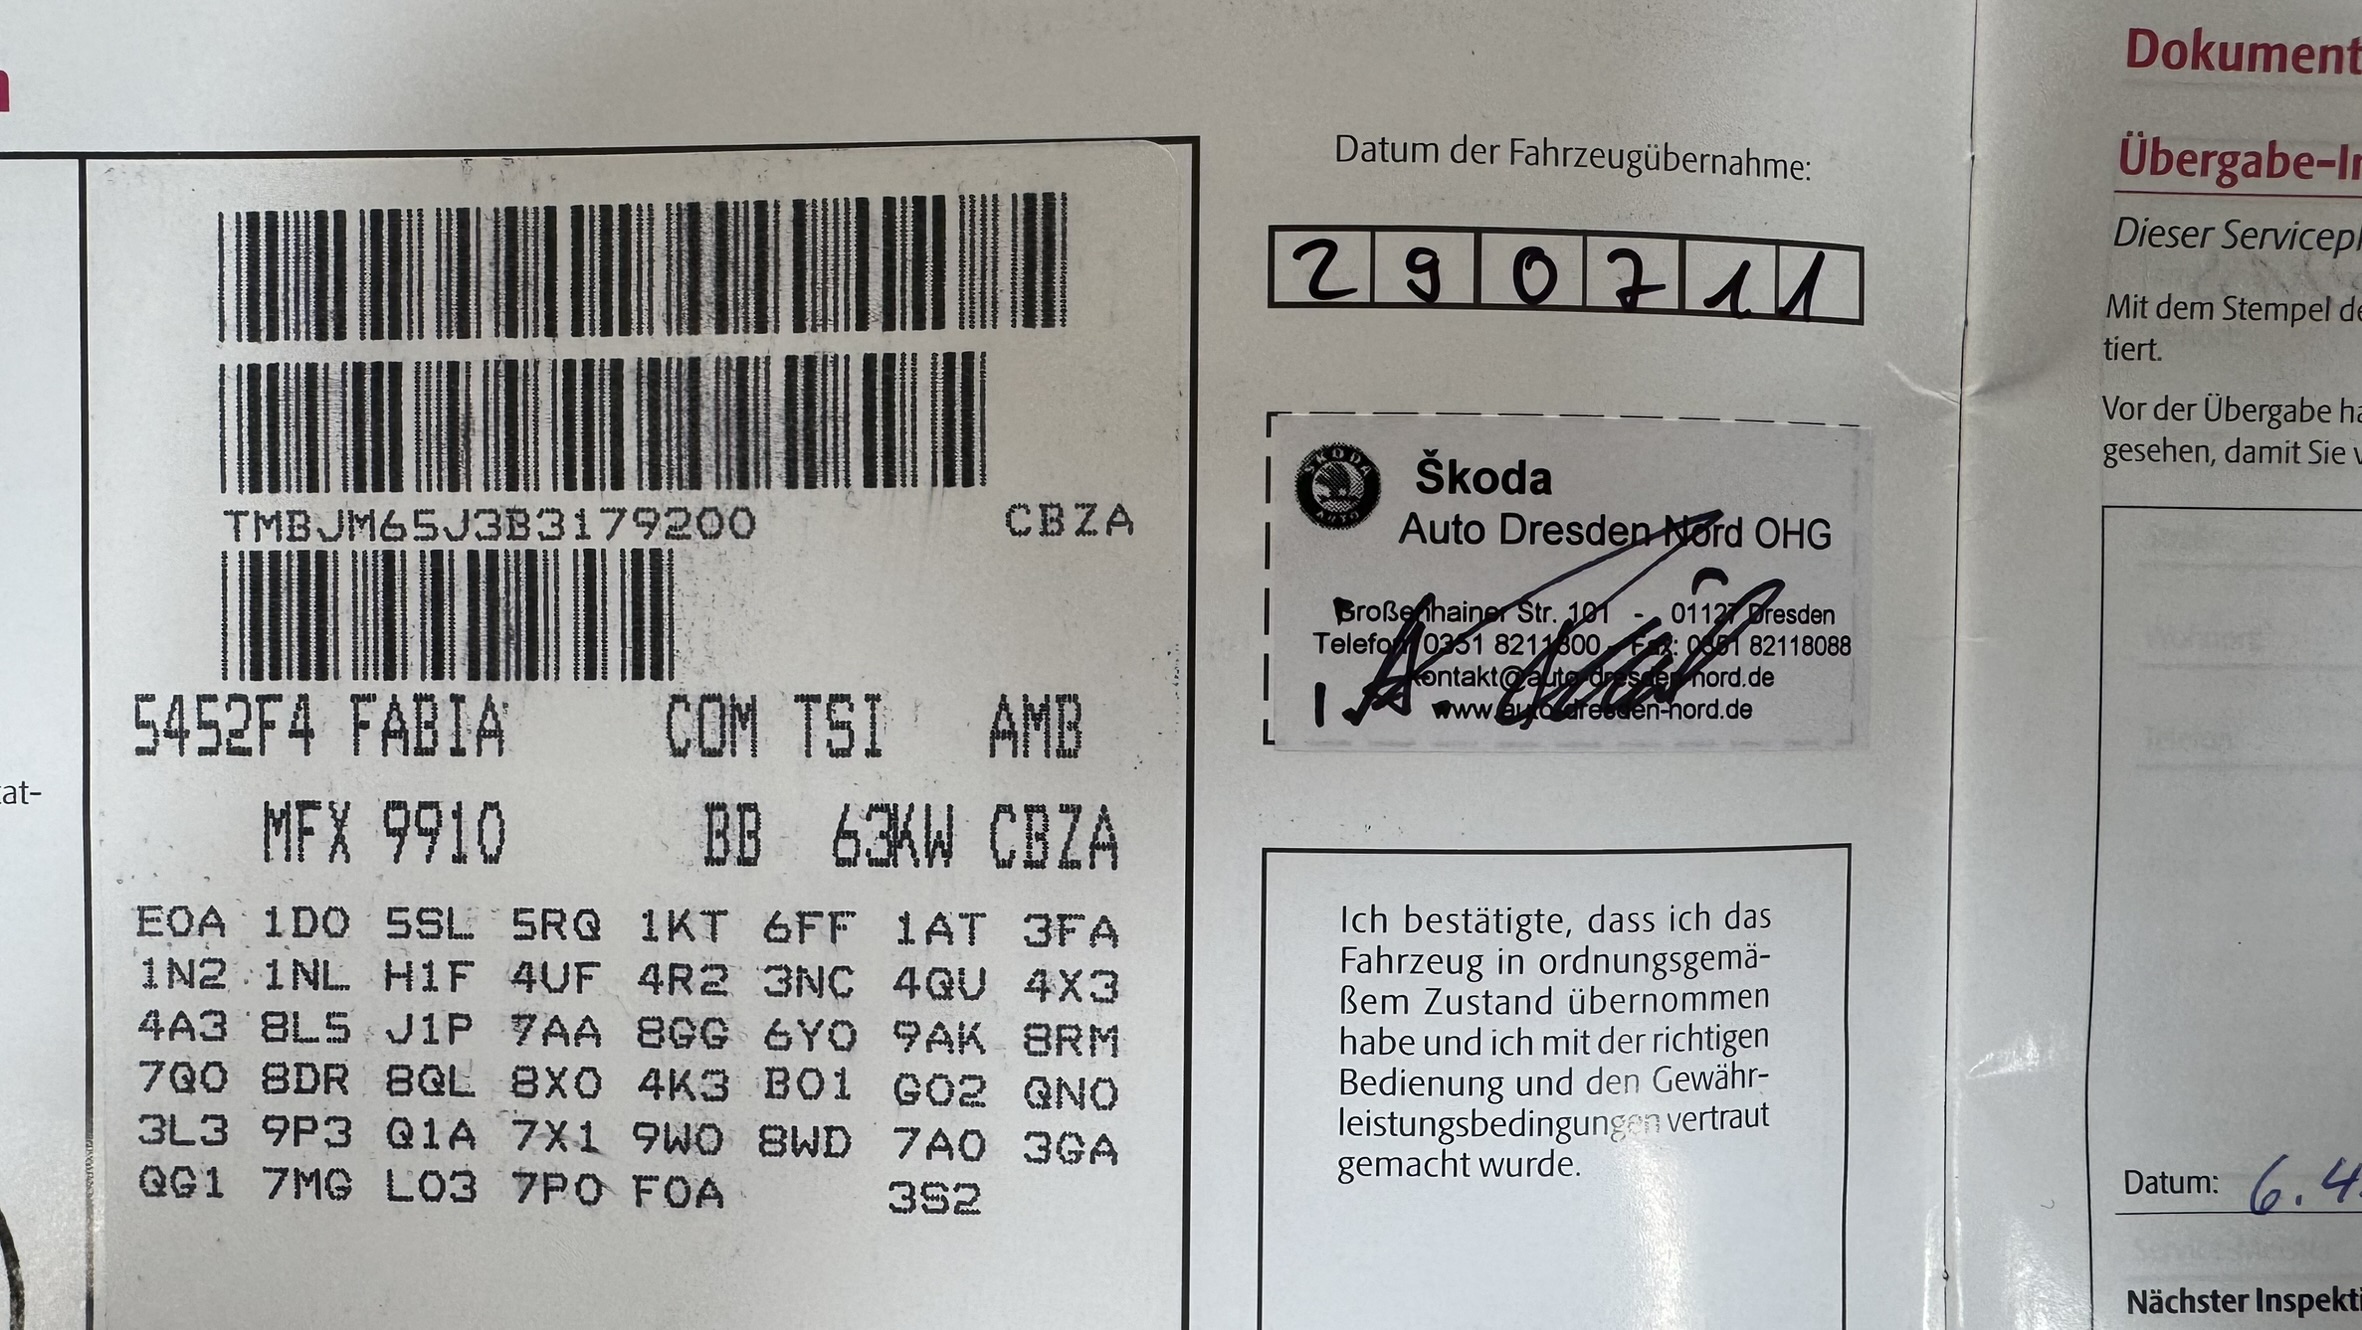 TMBJM65J3B3179200 CBZA
5452F4 FABIA COM TSI AMB
MFX 9910 BB 63KW CBZA
E0A 1D0 5SL 5RQ 1KT 6FF 1AT 3FA
1N2 1NL H1F 4UF 4R2 3NC 4QU 4X3
4A3 8L5 J1P 7AA 8GG 6Y0 9AK 8RM
7Q0 8DR 8QL 8X0 4K3 B01 G02 QN0
3L3 9P3 Q1A 7X1 9W0 8WD 7A0 3GA
QG1 7MG L03 7P0 F0A 3S2
tat-
Datum der Fahrzeugübernahme:
290711
ŠKODA
AUTO
Škoda
Auto Dresden Nord OHG
Großenhainer Str. 101 - 01127 Dresden
Telefon 0351 8211800 - Fax: 0351 82118088
kontakt@auto-dresden-nord.de
www.auto-dresden-nord.de
Ich bestätigte, dass ich das
Fahrzeug in ordnungsgemä-
ßem Zustand übernommen
habe und ich mit der richtigen
Bedienung und den Gewähr-
leistungsbedingungen vertraut
gemacht wurde.
Dokument
Übergabe-In
Dieser Servicepl
Mit dem Stempel de
tiert.
Vor der Übergabe ha
gesehen, damit Sie v
Datum: 6.4.
Nächster Inspekti